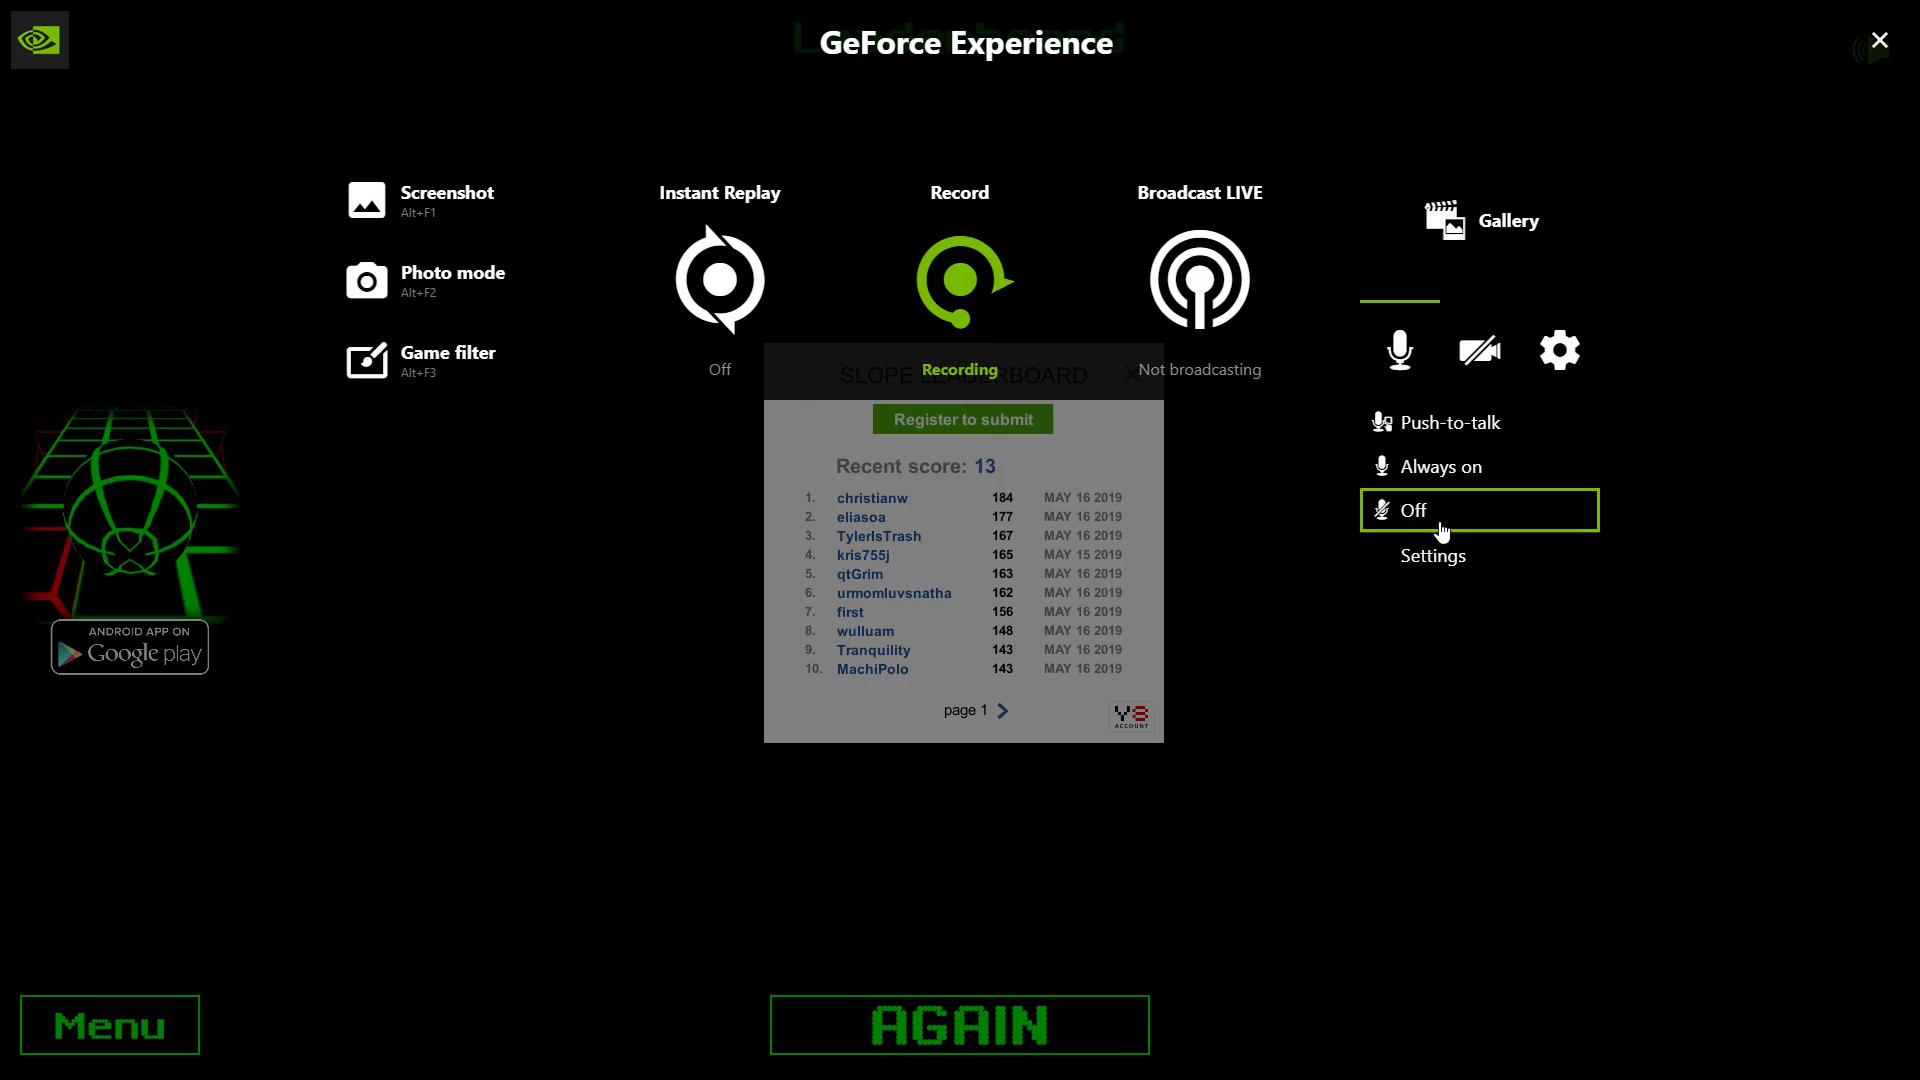 GeForce Experience
Screenshot
Alt+F1
Photo mode
Alt+F2
Game filter
Alt+F3
Instant Replay
Off
Record
Recording
Broadcast LIVE
Not broadcasting
Gallery
Push-to-talk
Always on
Off
Settings
SLOPE LEADERBOARD
Register to submit
Recent score: 13
1. christianw 184 MAY 16 2019
2. eliasoa 177 MAY 16 2019
3. TylerIsTrash 167 MAY 16 2019
4. kris755j 165 MAY 15 2019
5. qtGrim 163 MAY 16 2019
6. urmomluvsnatha 162 MAY 16 2019
7. first 156 MAY 16 2019
8. wulluam 148 MAY 16 2019
9. Tranquility 143 MAY 16 2019
10. MachiPolo 143 MAY 16 2019
page 1
Y8
ACCOUNT
ANDROID APP ON
Google play
Menu
AGAIN